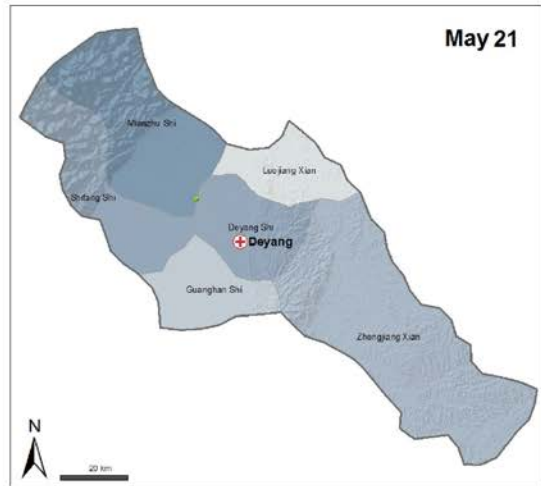 May 21
Mianzhu Shi
Luojiang Xian
Shifang Shi
Deyang Shi
Deyang
Guanghan Shi
Zhongjiang Xian
N
20 km